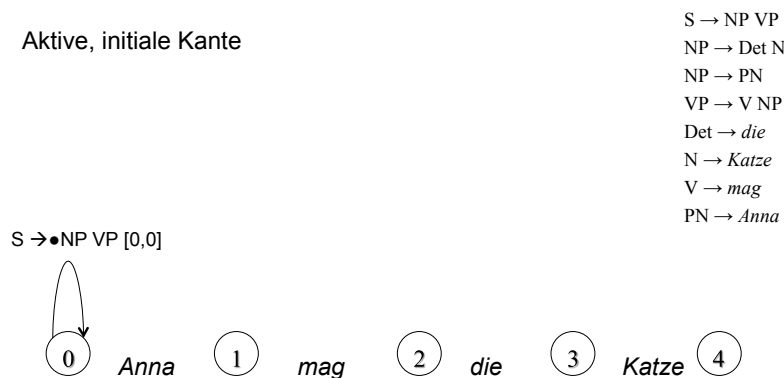 Aktive, initiale Kante
S → NP VP
NP → Det N
NP → PN
VP → V NP
Det → die
N → Katze
V → mag
PN → Anna
S →●NP VP [0,0]
0 Anna 1 mag 2 die 3 Katze 4